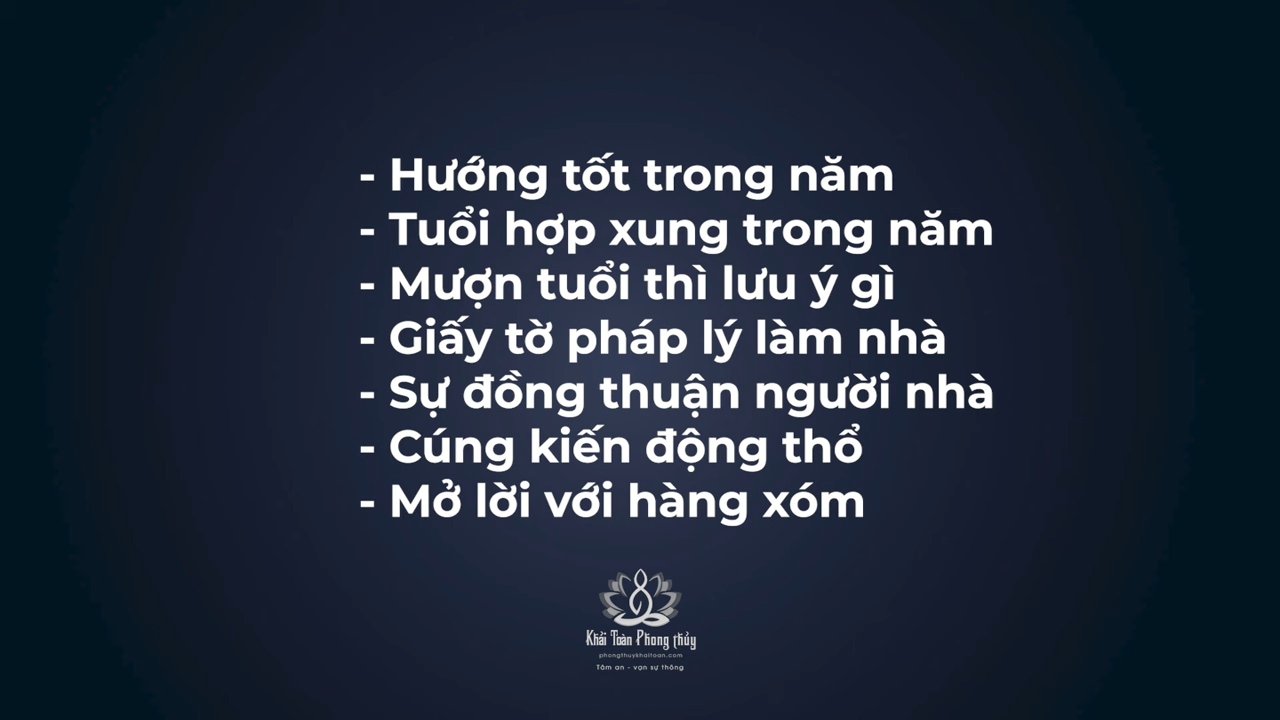 - Hướng tốt trong năm
- Tuổi hợp xung trong năm
- Mượn tuổi thì lưu ý gì
- Giấy tờ pháp lý làm nhà
- Sự đồng thuận người nhà
- Cúng kiến động thổ
- Mở lời với hàng xóm
Khải Toàn Phong thủy
phongthuykhaitoan.com
Tâm an - vạn sự thông